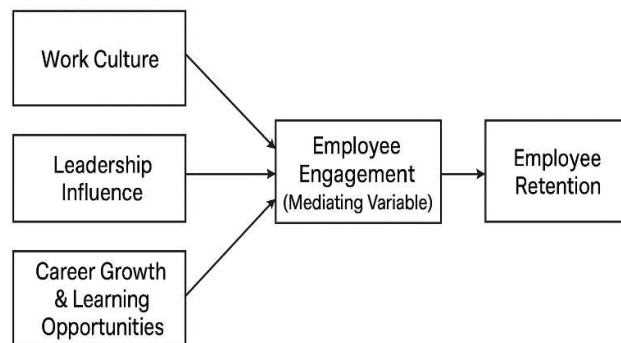 Work Culture
Leadership
Influence
Career Growth
& Learning
Opportunities
Employee
Engagement
(Mediating Variable)
Employee
Retention